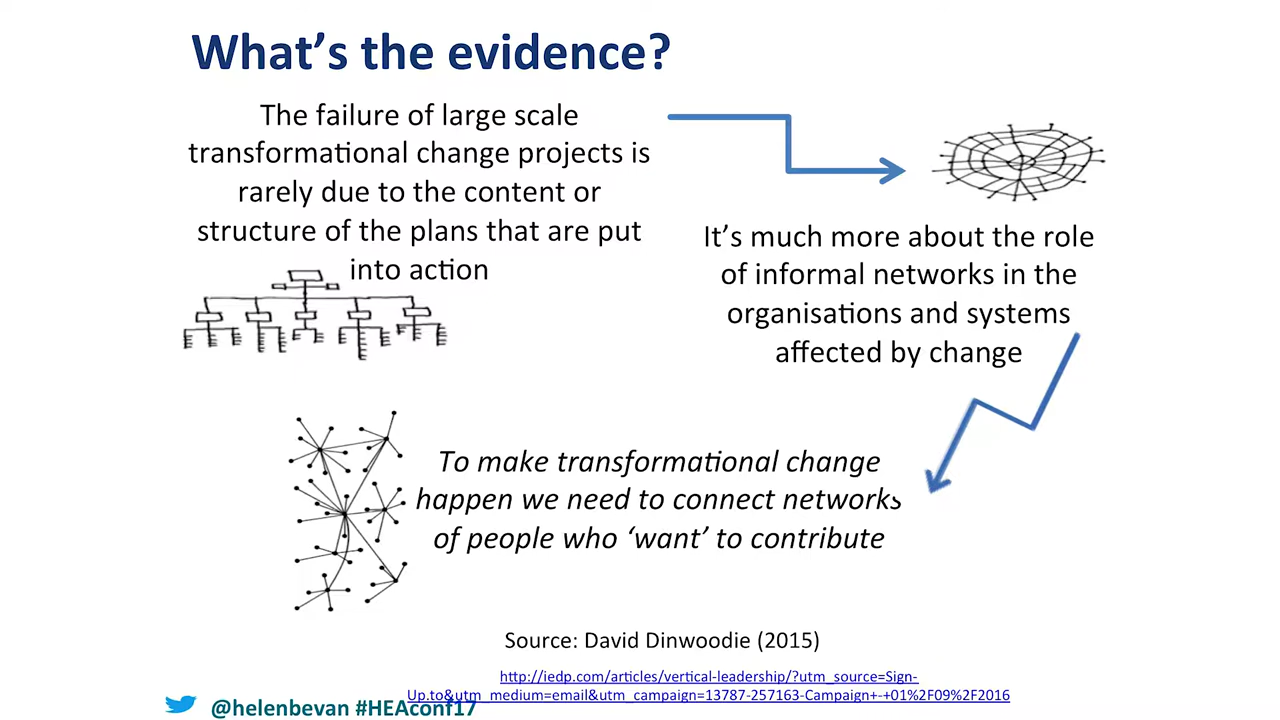 What's the evidence?
The failure of large scale
transformational change projects is
rarely due to the content or
structure of the plans that are put
into action
It's much more about the role
of informal networks in the
organisations and systems
affected by change
To make transformational change
happen we need to connect networks
of people who ‘want’ to contribute
Source: David Dinwoodie (2015)
http://iedp.com/articles/vertical-leadership/?utm_source=Sign-
Up.to&utm_medium=email&utm_campaign=13787-257163-Campaign+-+01%2F09%2F2016
@helenbevan #HEAconf17